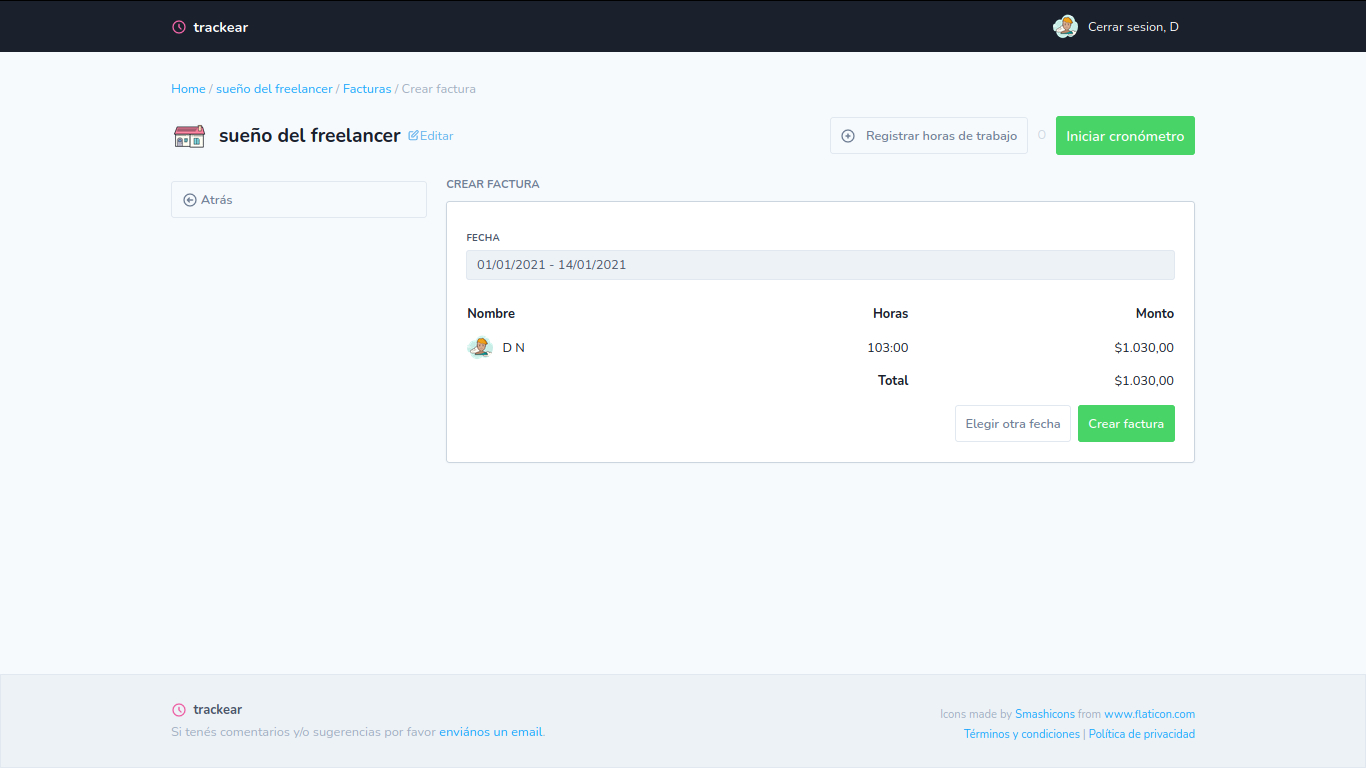 trackear
Cerrar sesion, D
Home / sueño del freelancer / Facturas / Crear factura
sueño del freelancer Editar
Registrar horas de trabajo O Iniciar cronómetro
Atrás
CREAR FACTURA
FECHA
01/01/2021 - 14/01/2021
Nombre Horas Monto
D N 103:00 $1.030,00
Total $1.030,00
Elegir otra fecha Crear factura
trackear
Si tenés comentarios y/o sugerencias por favor enviános un email.
Icons made by Smashicons from www.flaticon.com
Términos y condiciones | Política de privacidad